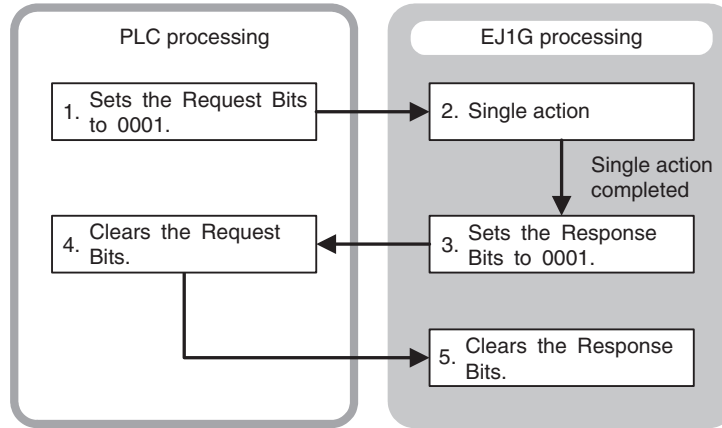 PLC processing
EJ1G processing
1. Sets the Request Bits
to 0001.
2. Single action
Single action
completed
3. Sets the Response
Bits to 0001.
4. Clears the Request
Bits.
5. Clears the Response
Bits.